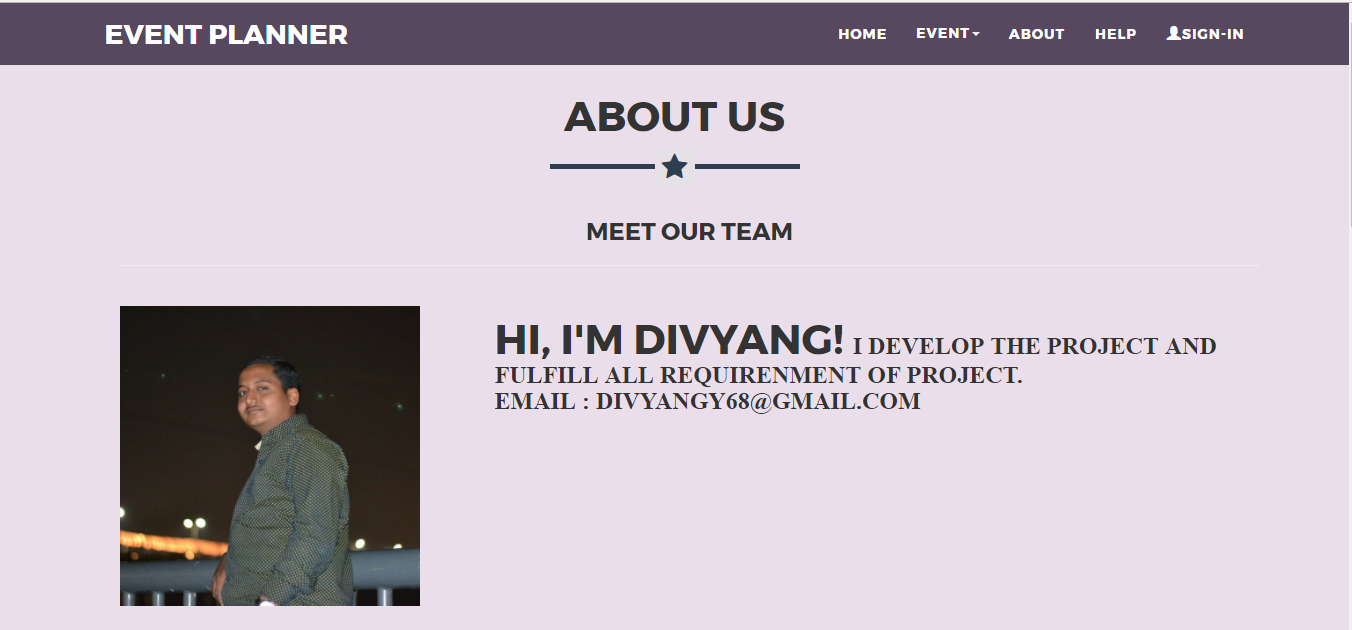 EVENT PLANNER
HOME EVENT ABOUT HELP SIGN-IN
ABOUT US
MEET OUR TEAM
HI, I'M DIVYANG! I DEVELOP THE PROJECT AND
FULFILL ALL REQUIRENMENT OF PROJECT.
EMAIL : DIVYANGY68@GMAIL.COM